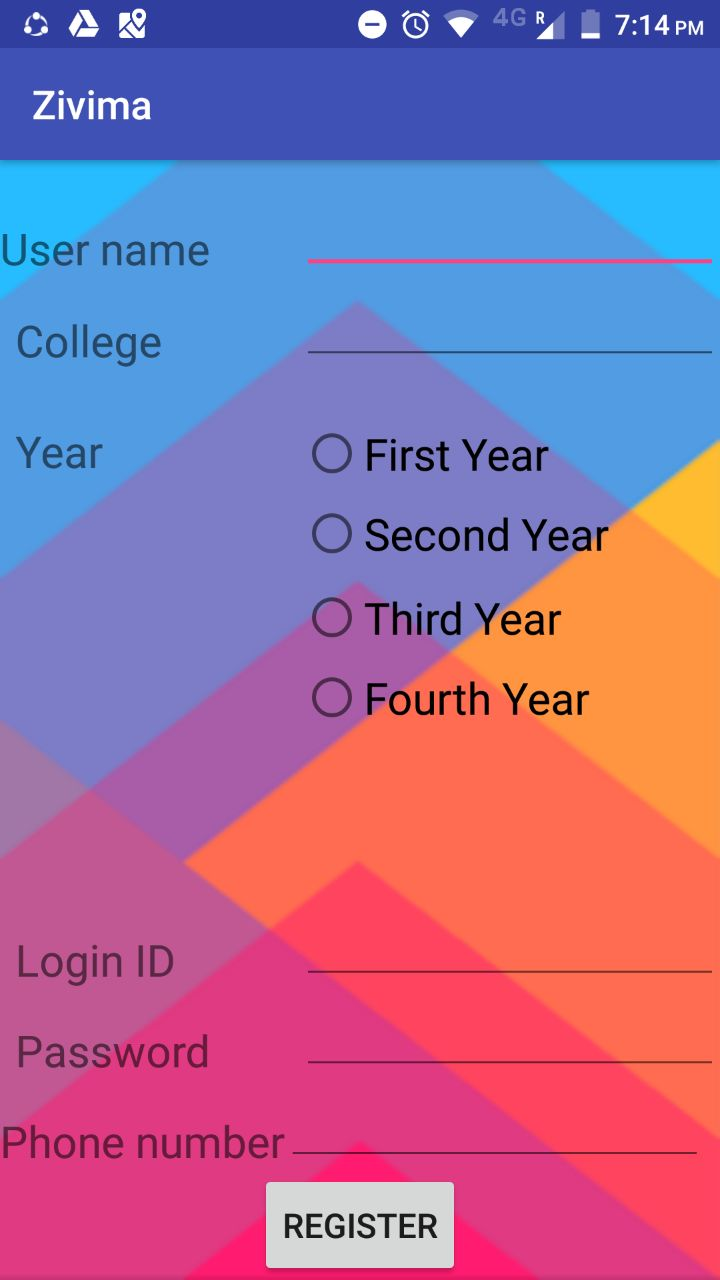 4G R 7:14 PM
Zivima
User name
College
Year First Year
Second Year
Third Year
Fourth Year
Login ID
Password
Phone number
REGISTER